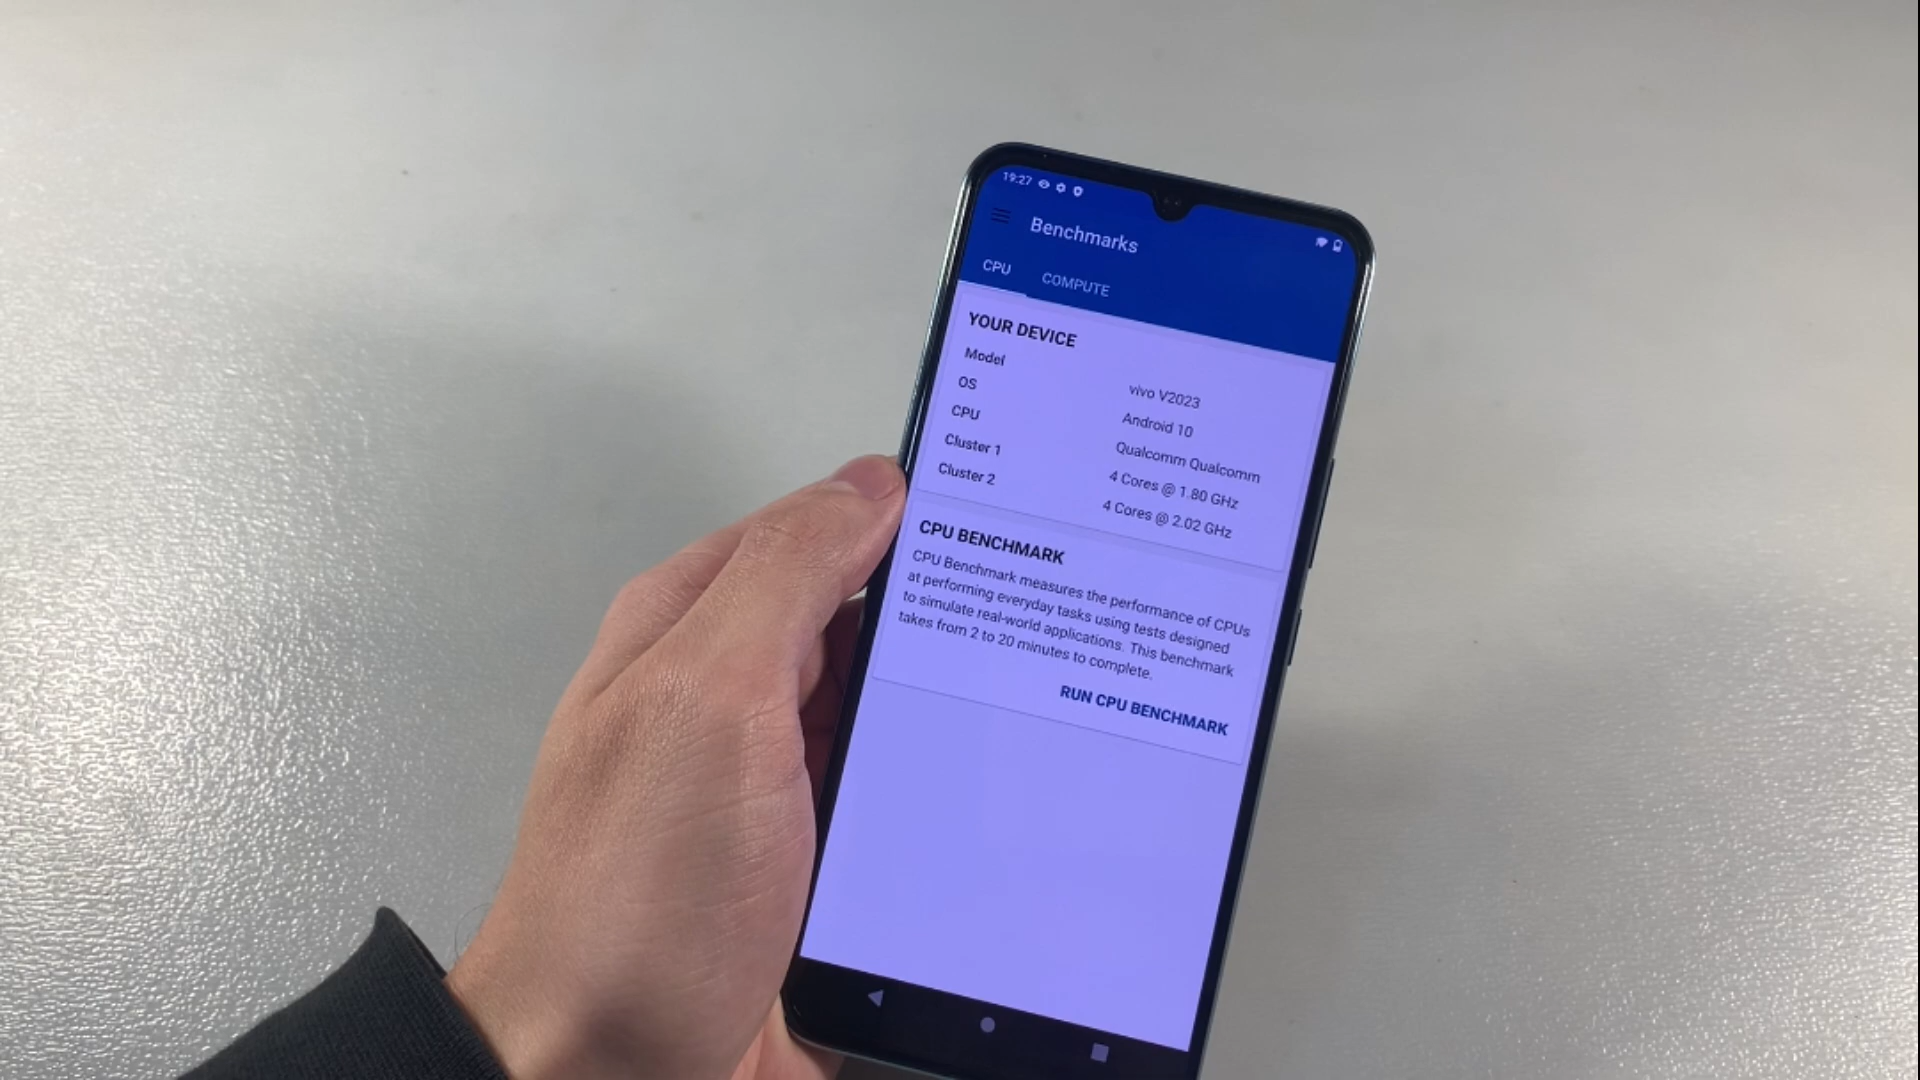 19:27
Benchmarks
CPU COMPUTE
YOUR DEVICE
Model vivo V2023
OS Android 10
CPU Qualcomm Qualcomm
Cluster 1 4 Cores @ 1.80 GHz
Cluster 2 4 Cores @ 2.02 GHz
CPU BENCHMARK
CPU Benchmark measures the performance of CPUs
at performing everyday tasks using tests designed
to simulate real-world applications. This benchmark
takes from 2 to 20 minutes to complete.
RUN CPU BENCHMARK